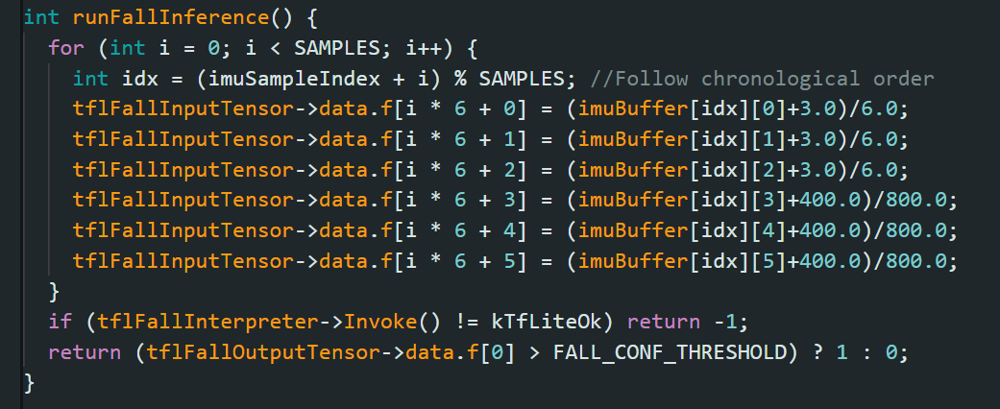 int runFallInference() {
  for (int i = 0; i < SAMPLES; i++) {
    int idx = (imuSampleIndex + i) % SAMPLES; //Follow chronological order
    tflFallInputTensor->data.f[i * 6 + 0] = (imuBuffer[idx][0]+3.0)/6.0;
    tflFallInputTensor->data.f[i * 6 + 1] = (imuBuffer[idx][1]+3.0)/6.0;
    tflFallInputTensor->data.f[i * 6 + 2] = (imuBuffer[idx][2]+3.0)/6.0;
    tflFallInputTensor->data.f[i * 6 + 3] = (imuBuffer[idx][3]+400.0)/800.0;
    tflFallInputTensor->data.f[i * 6 + 4] = (imuBuffer[idx][4]+400.0)/800.0;
    tflFallInputTensor->data.f[i * 6 + 5] = (imuBuffer[idx][5]+400.0)/800.0;
  }
  if (tflFallInterpreter->Invoke() != kTfLiteOk) return -1;
  return (tflFallOutputTensor->data.f[0] > FALL_CONF_THRESHOLD) ? 1 : 0;
}